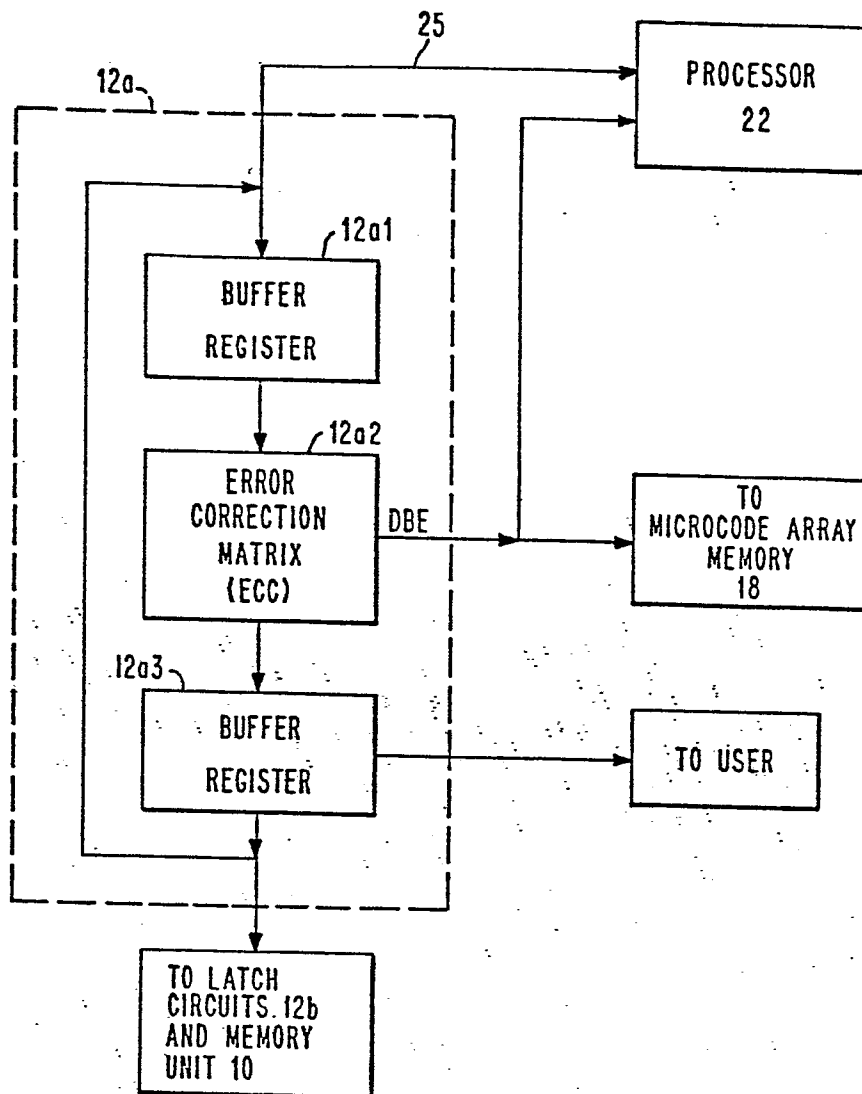 25
12a
PROCESSOR
22
12a1
BUFFER
REGISTER
12a2
ERROR
CORRECTION
MATRIX
(ECC)
DBE
TO
MICROCODE ARRAY
MEMORY
18
12a3
BUFFER
REGISTER
TO USER
TO LATCH
CIRCUITS.12b
AND MEMORY
UNIT 10